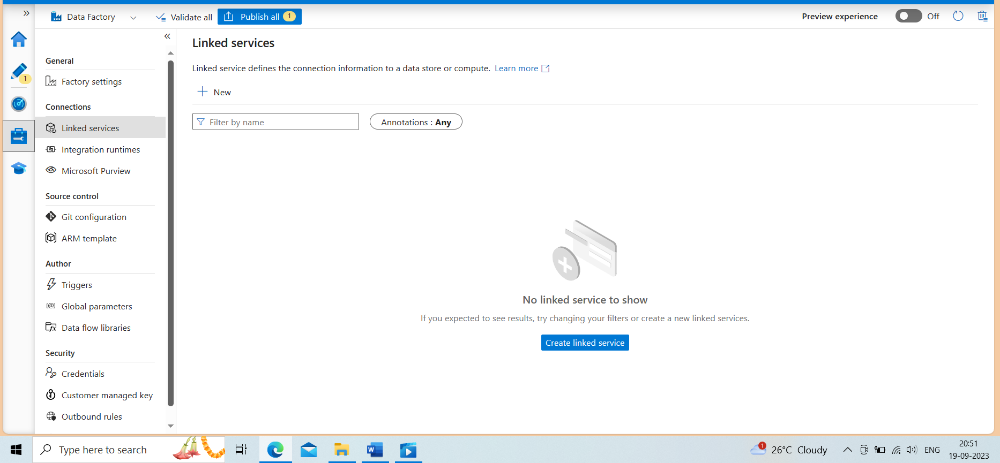 Data Factory
Validate all
Publish all 1
Preview experience
Off
1
General
Factory settings
Connections
Linked services
Integration runtimes
Microsoft Purview
Source control
Git configuration
ARM template
Author
Triggers
Global parameters
Data flow libraries
Security
Credentials
Customer managed key
Outbound rules
Linked services
Linked service defines the connection information to a data store or compute. Learn more
New
Filter by name
Annotations : Any
No linked service to show
If you expected to see results, try changing your filters or create a new linked services.
Create linked service
Type here to search
1
26°C Cloudy
ENG
20:51
19-09-2023